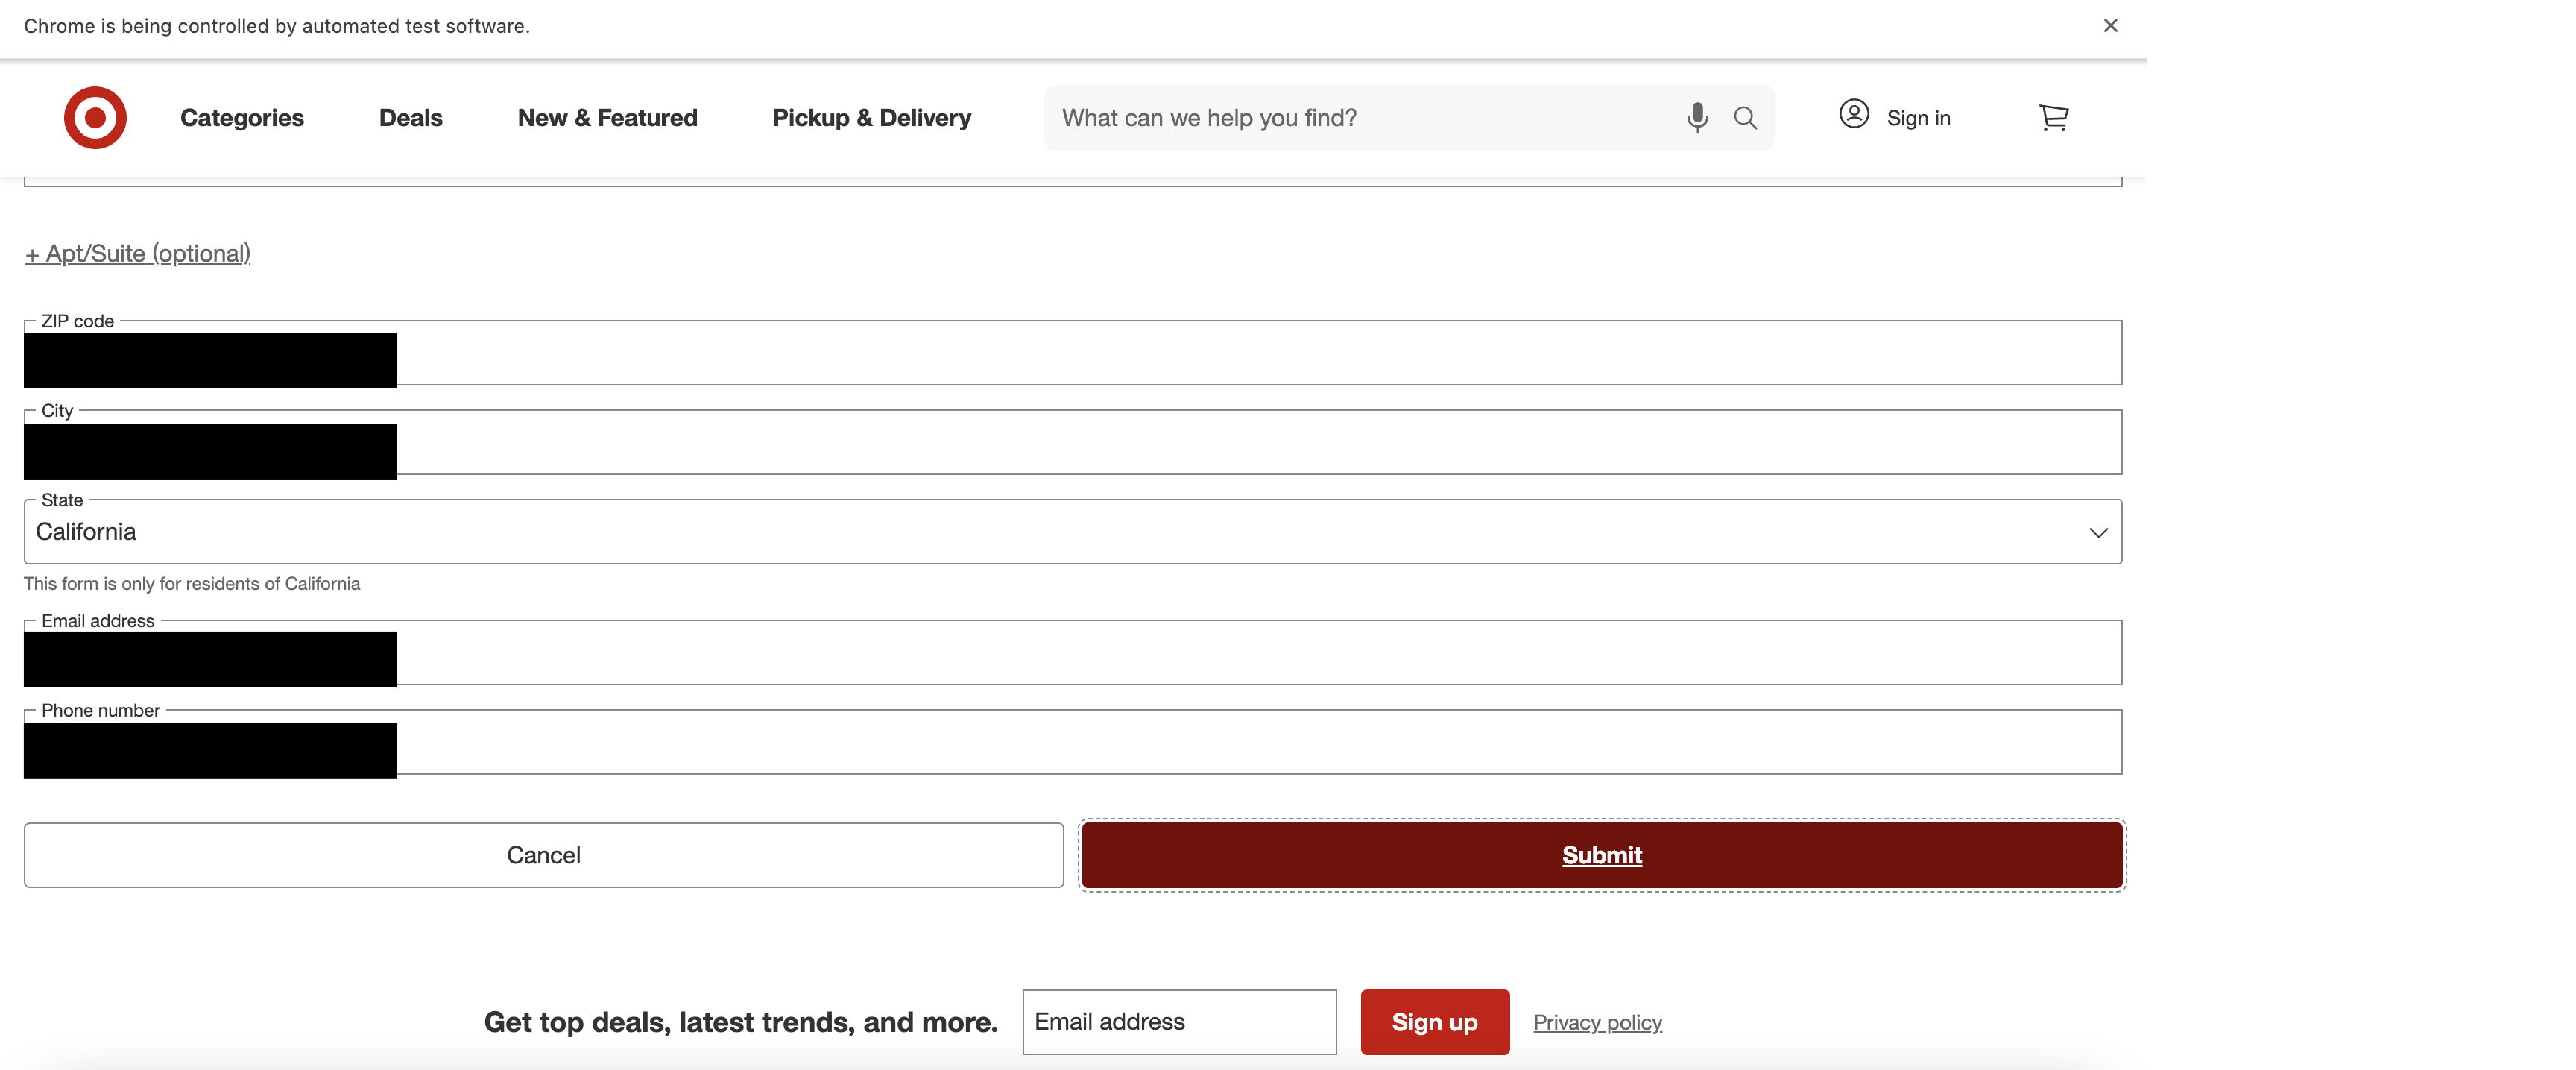 Chrome is being controlled by automated test software.
Categories Deals New & Featured Pickup & Delivery What can we help you find? Sign in
+ Apt/Suite (optional)
ZIP code
City
State
California
This form is only for residents of California
Email address
Phone number
Cancel Submit
Get top deals, latest trends, and more. Email address Sign up Privacy policy